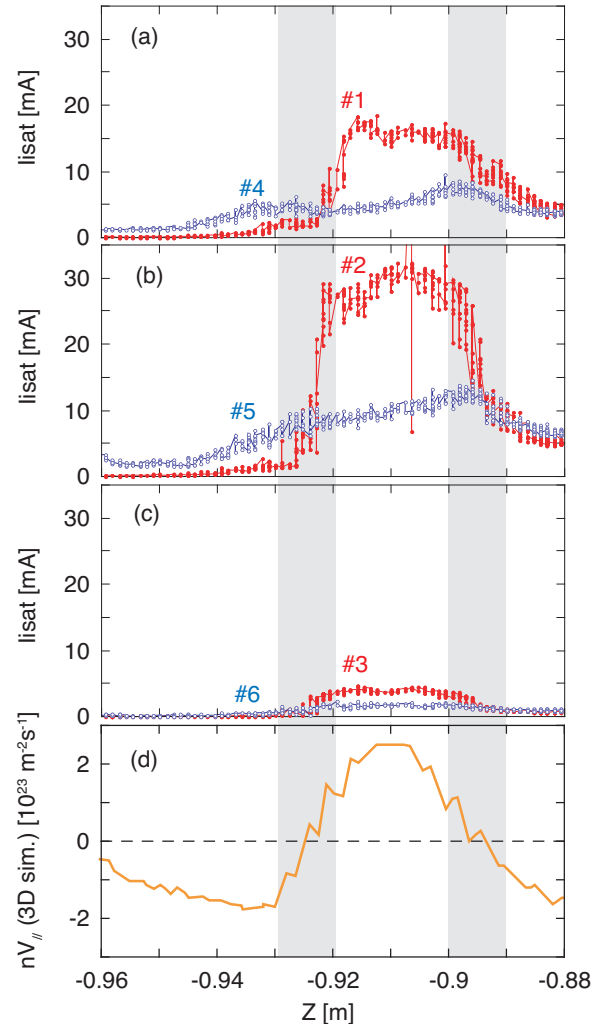 (a)
35
30
20
10
0
Iisat [mA]
#1
#4
(b)
30
20
10
0
Iisat [mA]
#2
#5
(c)
30
20
10
0
Iisat [mA]
#3
#6
(d)
2
0
-2
nV// (3D sim.) [10²³ m⁻²s⁻¹]
-0.96 -0.94 -0.92 -0.9 -0.88
Z [m]